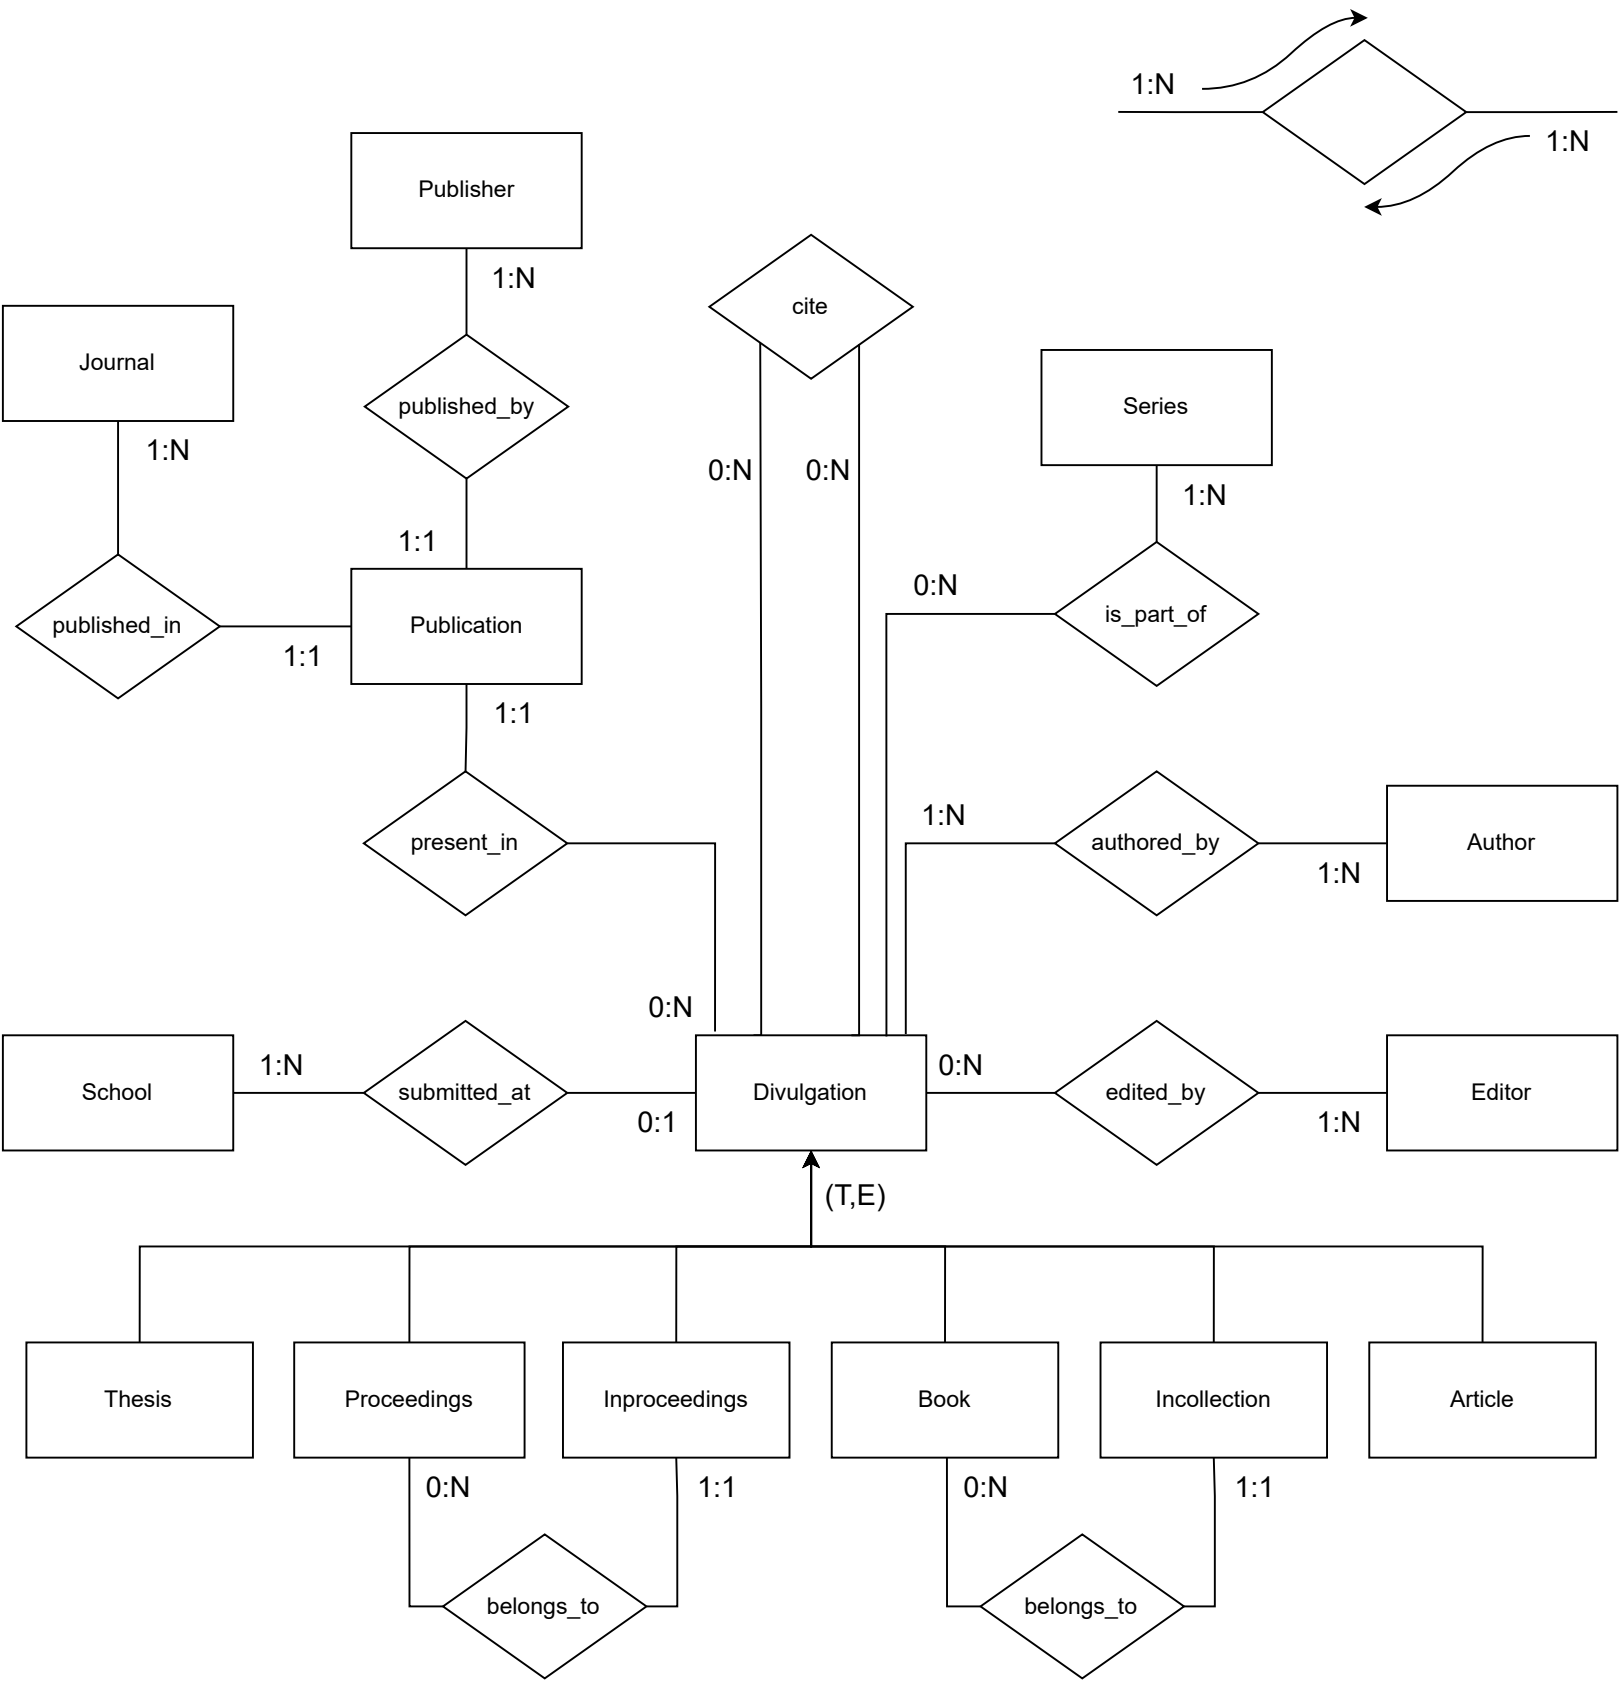 1:N
1:N
Publisher
1:N
cite
Journal
1:N
published_by
Series
0:N
0:N
1:N
1:1
0:N
published_in
1:1
Publication
is_part_of
1:1
1:N
present_in
authored_by
Author
1:N
0:N
School
1:N
submitted_at
0:1
Divulgation
0:N
edited_by
1:N
Editor
(T,E)
Thesis
Proceedings
Inproceedings
Book
Incollection
Article
0:N
1:1
0:N
1:1
belongs_to
belongs_to